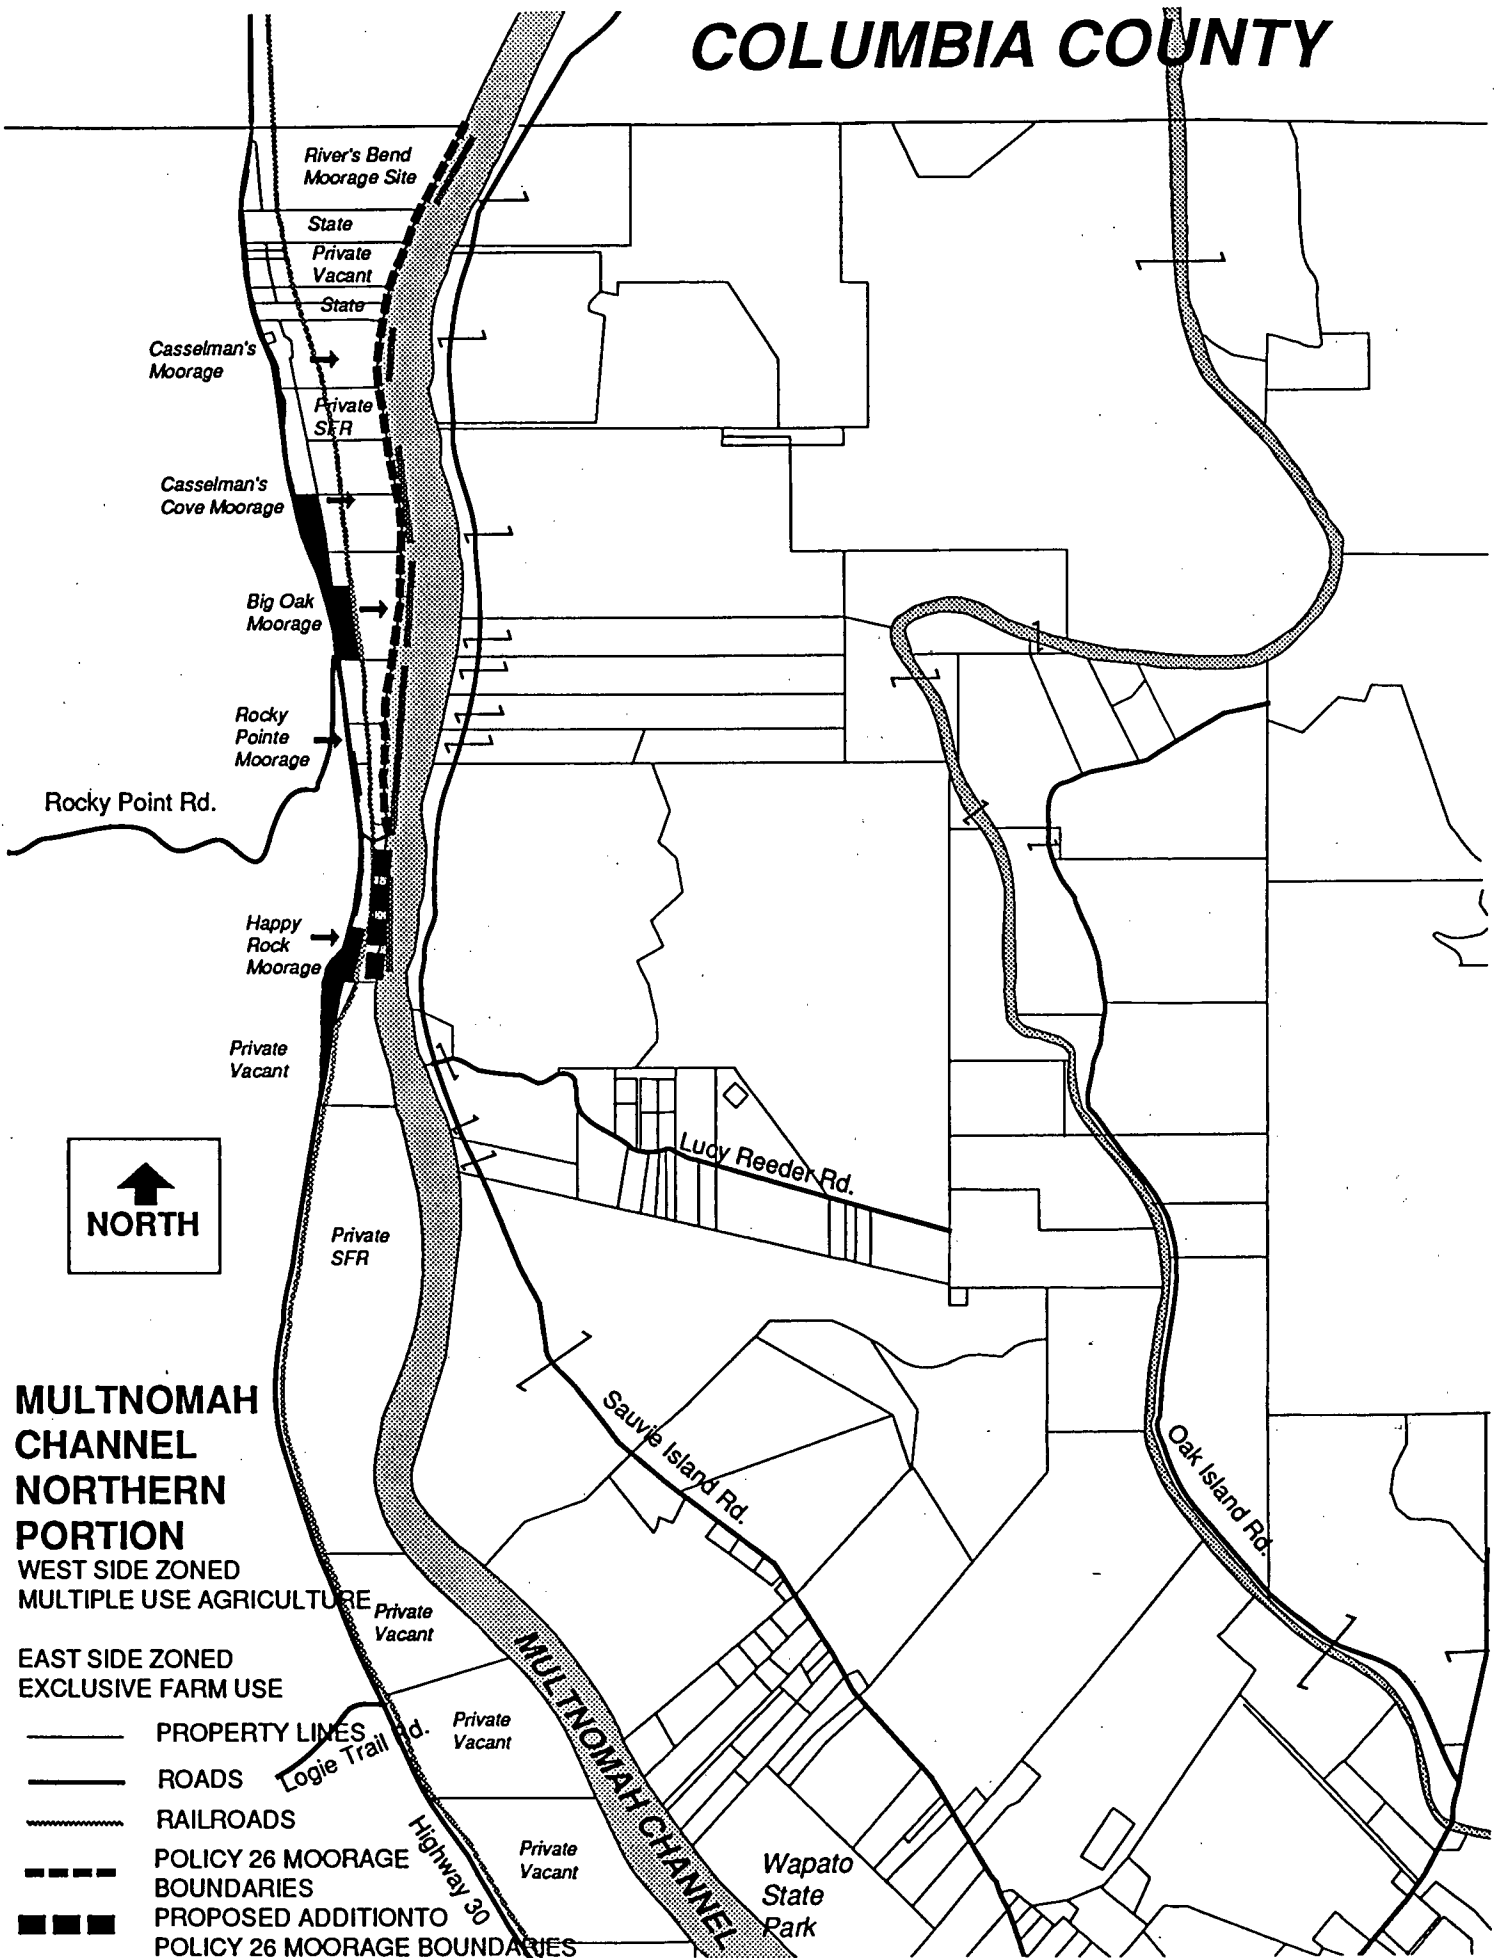 COLUMBIA COUNTY
River's Bend
Moorage Site
State
Private
Vacant
State
Casselman's
Moorage
Private
SFR
Casselman's
Cove Moorage
Big Oak
Moorage
Rocky
Pointe
Moorage
Rocky Point Rd.
Happy
Rock
Moorage
Private
Vacant
Lucy Reeder Rd.
NORTH
Private
SFR
MULTNOMAH
CHANNEL
NORTHERN
PORTION
WEST SIDE ZONED
MULTIPLE USE AGRICULTURE
EAST SIDE ZONED
EXCLUSIVE FARM USE
Sauvie Island Rd.
Oak Island Rd.
Private
Vacant
Private
Vacant
Private
Vacant
MULTNOMAH CHANNEL
Logie Trail Rd.
Highway 30
Wapato
State
Park
PROPERTY LINES
ROADS
RAILROADS
POLICY 26 MOORAGE
BOUNDARIES
PROPOSED ADDITIONTO
POLICY 26 MOORAGE BOUNDARIES